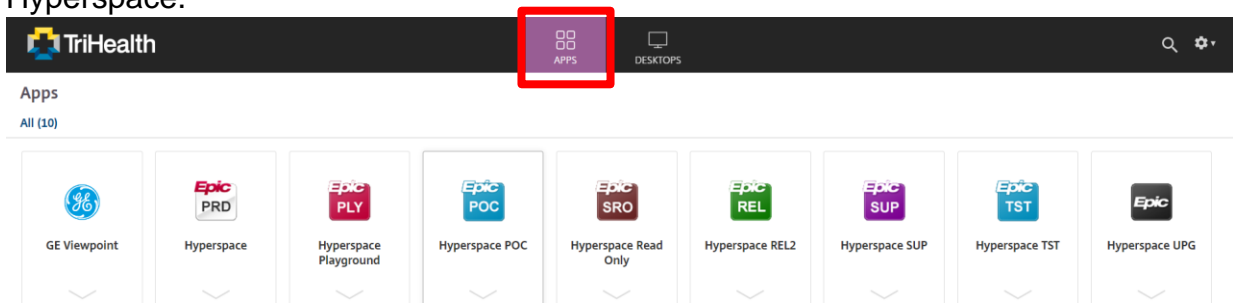 Hyperspace.
TriHealth
APPS
DESKTOPS
Apps
All (10)
Epic
PRD
Epic
PLY
Epic
POC
Epic
SRO
Epic
REL
Epic
SUP
Epic
TST
Epic
GE Viewpoint
Hyperspace
Hyperspace
Playground
Hyperspace POC
Hyperspace Read
Only
Hyperspace REL2
Hyperspace SUP
Hyperspace TST
Hyperspace UPG